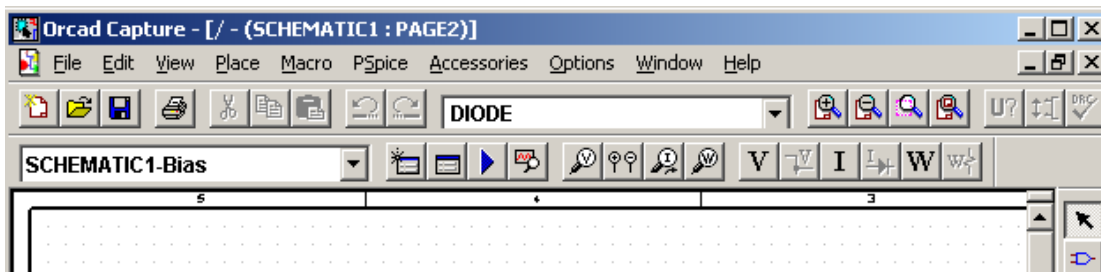 Orcad Capture - [/ - (SCHEMATIC1 : PAGE2)]
File Edit View Place Macro PSpice Accessories Options Window Help
DIODE U? DRC
SCHEMATIC1-Bias V I W V V I I W W
5 4 3